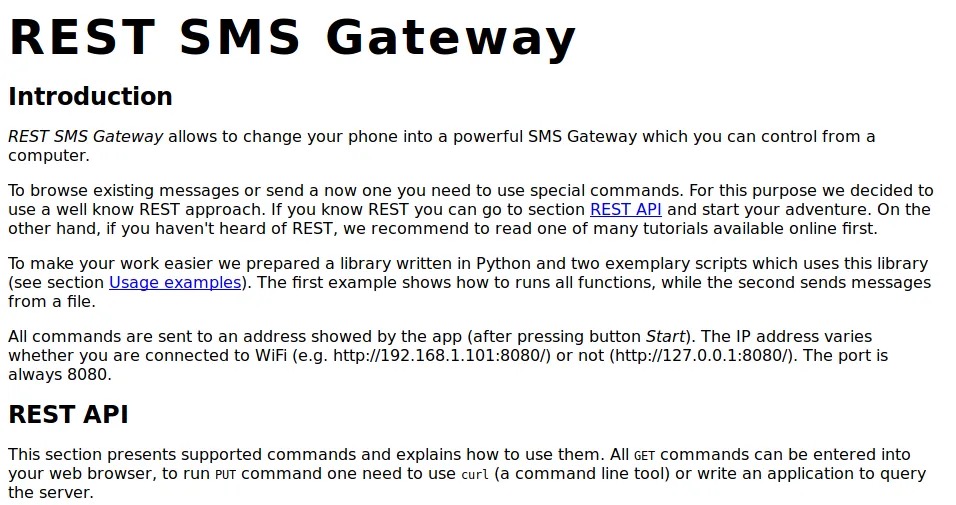 REST SMS Gateway
Introduction
REST SMS Gateway allows to change your phone into a powerful SMS Gateway which you can control from a
computer.
To browse existing messages or send a now one you need to use special commands. For this purpose we decided to
use a well know REST approach. If you know REST you can go to section REST API and start your adventure. On the
other hand, if you haven't heard of REST, we recommend to read one of many tutorials available online first.
To make your work easier we prepared a library written in Python and two exemplary scripts which uses this library
(see section Usage examples). The first example shows how to runs all functions, while the second sends messages
from a file.
All commands are sent to an address showed by the app (after pressing button Start). The IP address varies
whether you are connected to WiFi (e.g. http://192.168.1.101:8080/) or not (http://127.0.0.1:8080/). The port is
always 8080.
REST API
This section presents supported commands and explains how to use them. All GET commands can be entered into
your web browser, to run PUT command one need to use curl (a command line tool) or write an application to query
the server.